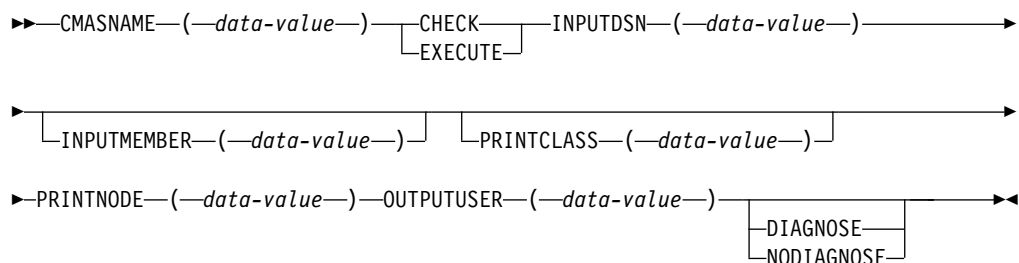 CMASNAME ( data-value ) CHECK INPUTDSN ( data-value )
EXECUTE
INPUTMEMBER ( data-value ) PRINTCLASS ( data-value )
PRINTNODE ( data-value ) OUTPUTUSER ( data-value )
DIAGNOSE
NODIAGNOSE